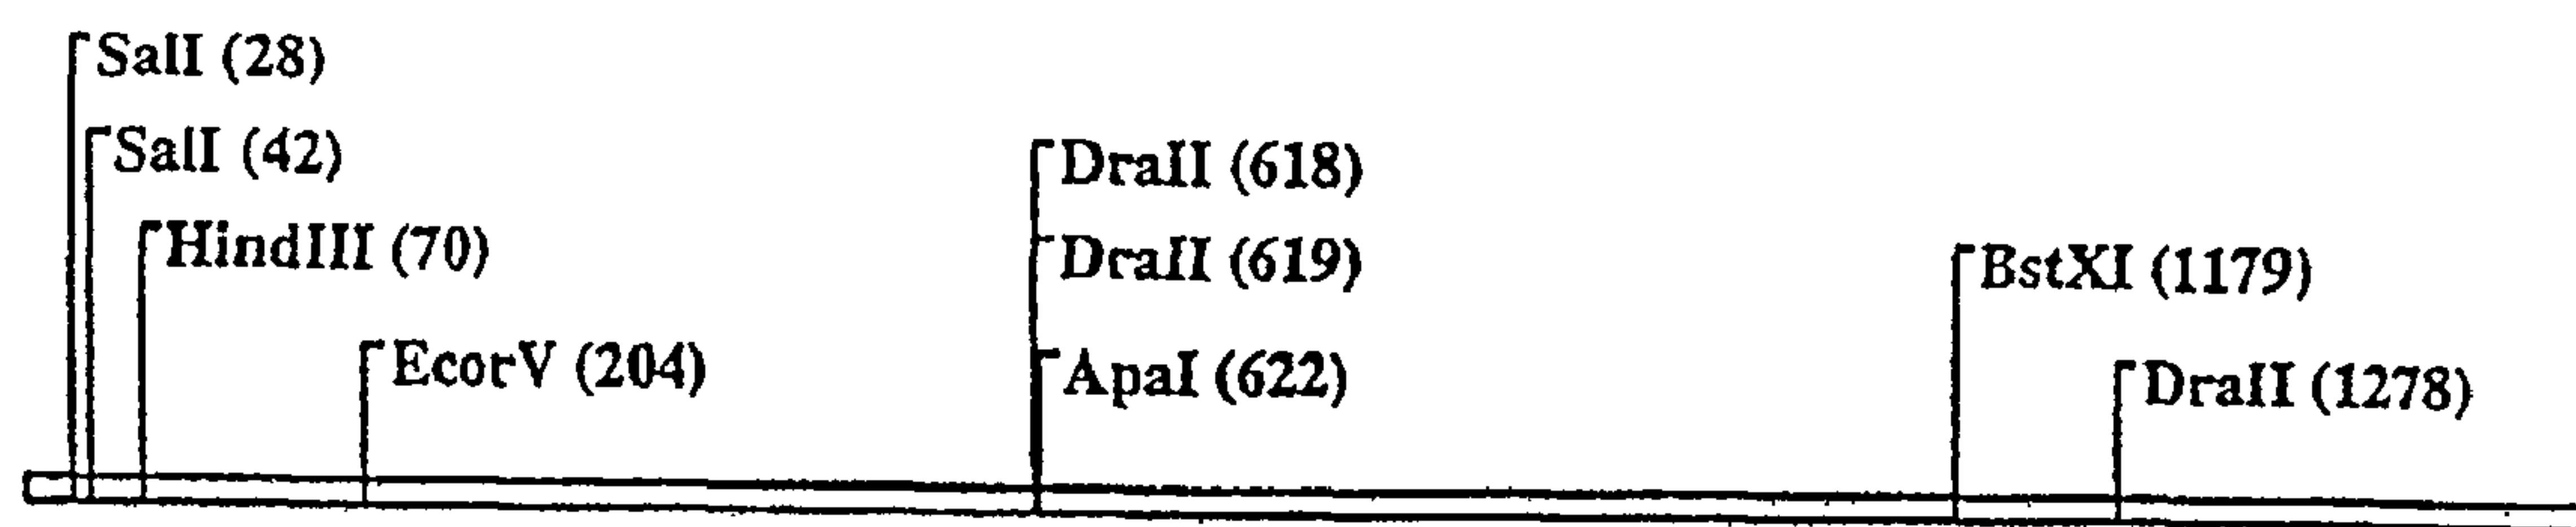 SalI (28)
SalI (42)
HindIII (70)
EcorV (204)
DraII (618)
DraII (619)
ApaI (622)
BstXI (1179)
DraII (1278)